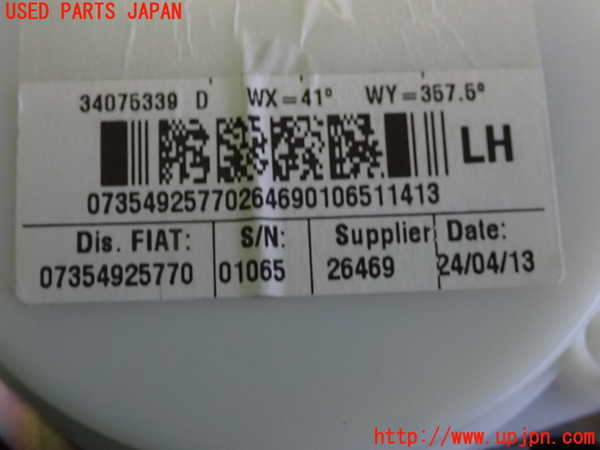 USED PARTS JAPAN
34075339 D WX=41° WY=357.5°
LH
07354925770264690106511413
Dis. FIAT: S/N: Supplier Date:
07354925770 01065 26469 24/04/13
http://www.upjpn.com